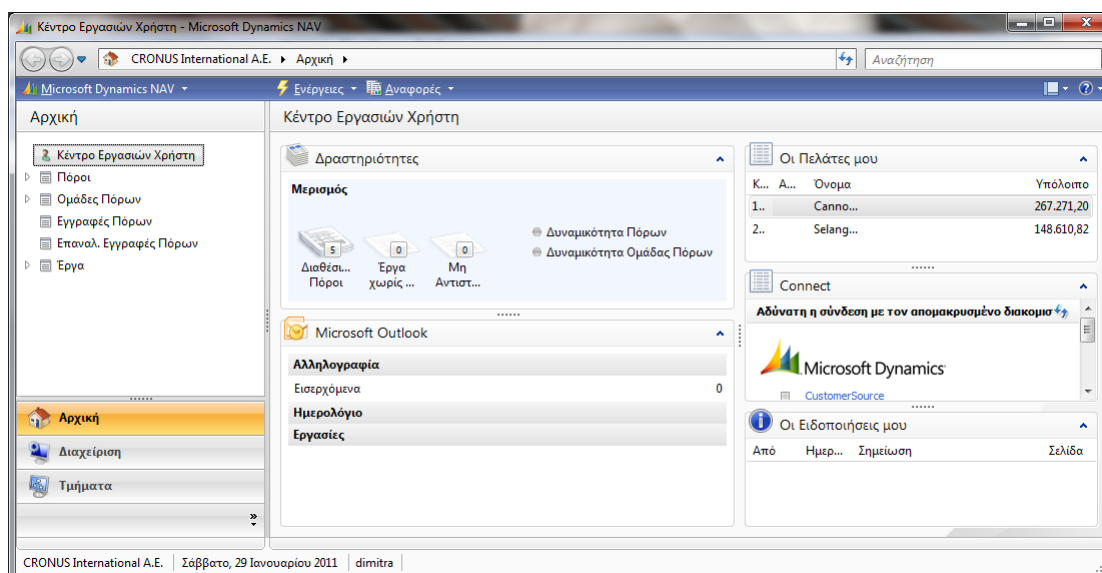 Κέντρο Εργασιών Χρήστη - Microsoft Dynamics NAV
CRONUS International A.E. Αρχική
Αναζήτηση
Microsoft Dynamics NAV
Ενέργειες Αναφορές
Αρχική
Κέντρο Εργασιών Χρήστη
Πόροι
Ομάδες Πόρων
Εγγραφές Πόρων
Επαναλ. Εγγραφές Πόρων
Έργα
Αρχική
Διαχείριση
Τμήματα
Κέντρο Εργασιών Χρήστη
Δραστηριότητες
Μερισμός
5 0 0
Διαθέσι... Έργα Μη
Πόροι χωρίς ... Αντιστ...
Δυναμικότητα Πόρων
Δυναμικότητα Ομάδας Πόρων
Microsoft Outlook
Αλληλογραφία
Εισερχόμενα 0
Ημερολόγιο
Εργασίες
Οι Πελάτες μου
Κ... Α... Όνομα Υπόλοιπο
1.. Canno... 267.271,20
2.. Selang... 148.610,82
Connect
Αδύνατη η σύνδεση με τον απομακρυσμένο διακομισ
Microsoft Dynamics
CustomerSource
Οι Ειδοποιήσεις μου
Από Ημερ... Σημείωση Σελίδα
CRONUS International A.E. Σάββατο, 29 Ιανουαρίου 2011 dimitra